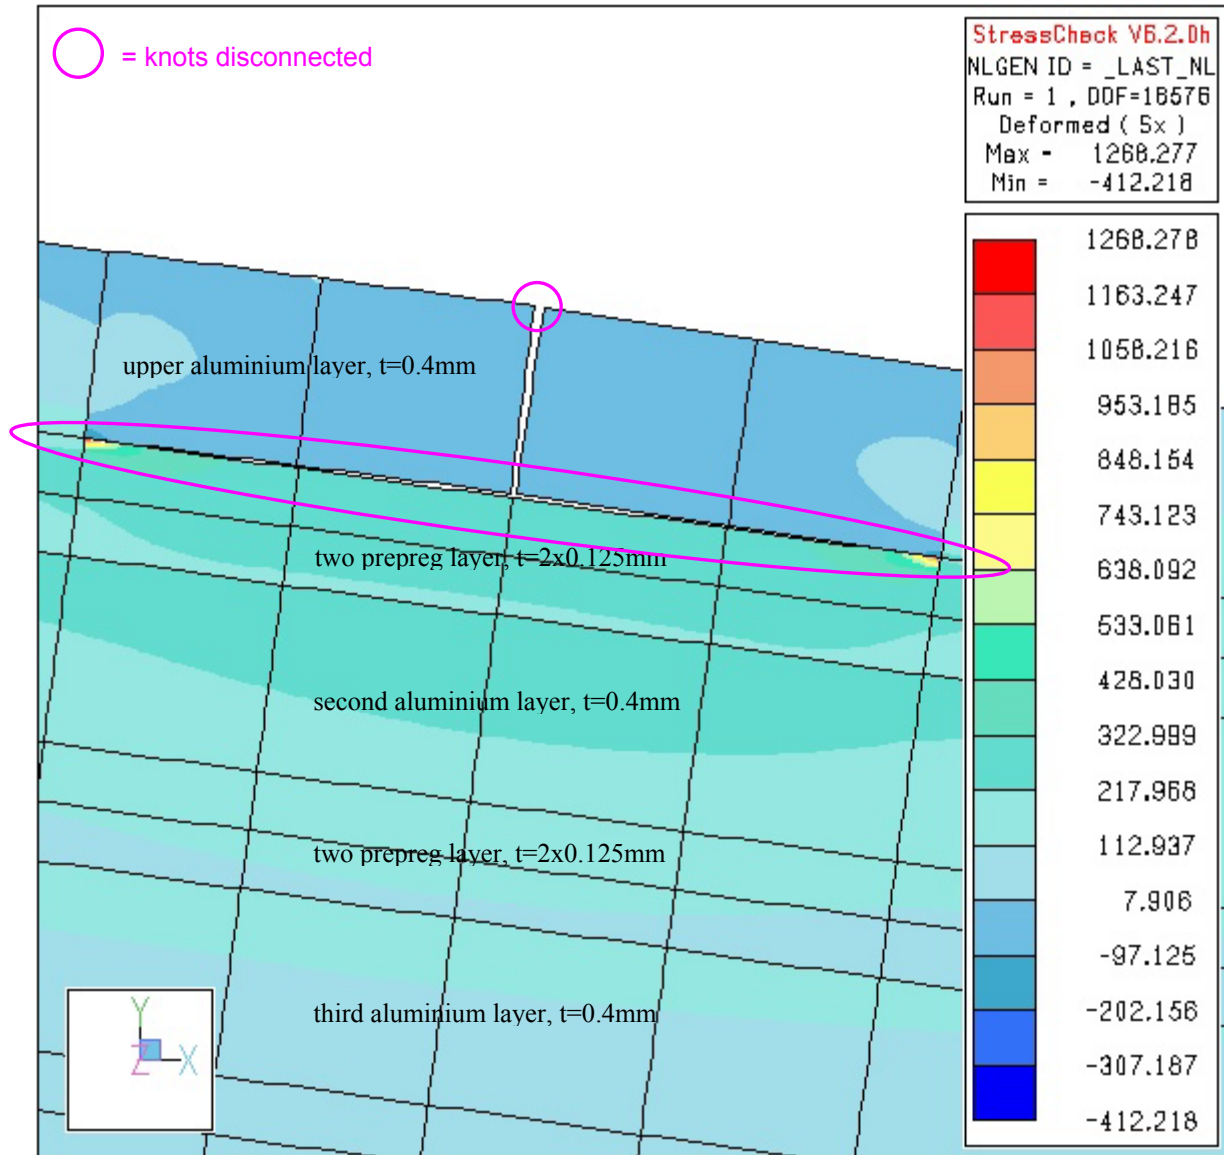 = knots disconnected
StressCheck V6.2.0h
NLGEN ID = _LAST_NL
Run = 1 , DOF=18576
Deformed ( 5x )
Max = 1268.277
Min = -412.218
1268.278
1163.247
1058.216
953.185
848.154
743.123
638.092
533.061
428.030
322.999
217.968
112.937
7.906
-97.125
-202.156
-307.187
-412.218
upper aluminium layer, t=0.4mm
two prepreg layer, t=2x0.125mm
second aluminium layer, t=0.4mm
two prepreg layer, t=2x0.125mm
third aluminium layer, t=0.4mm
Y
Z X